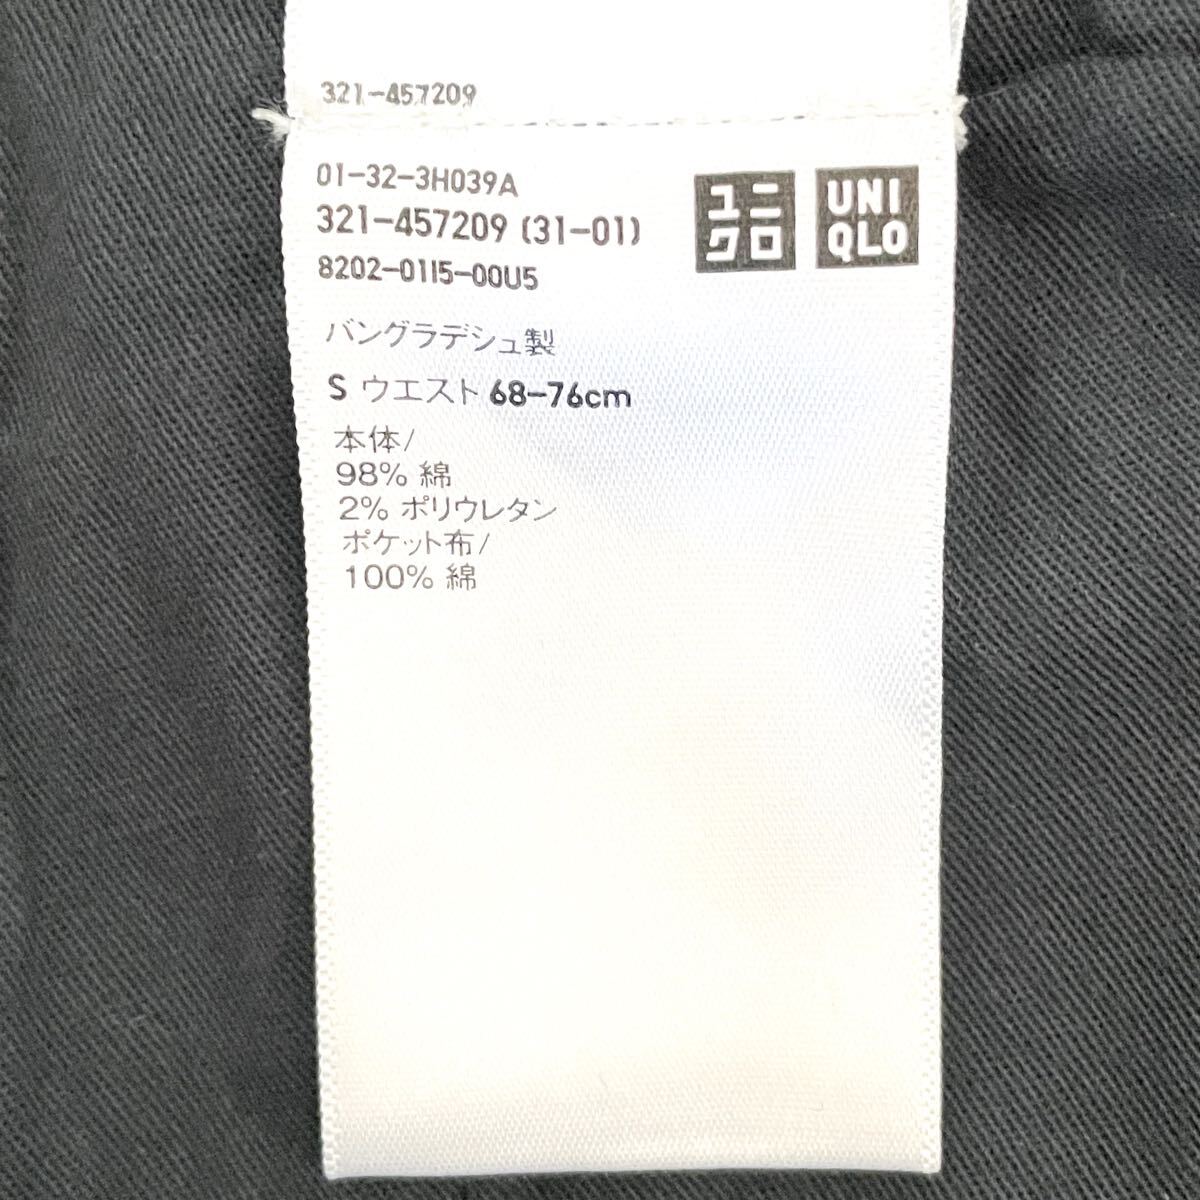 321-457209
01-32-3H039A
321-457209 (31-01)
8202-0115-00U5
ユニ
クロ
UNI
QLO
バングラデシュ製
S ウエスト 68-76cm
本体/
98% 綿
2% ポリウレタン
ポケット布/
100% 綿